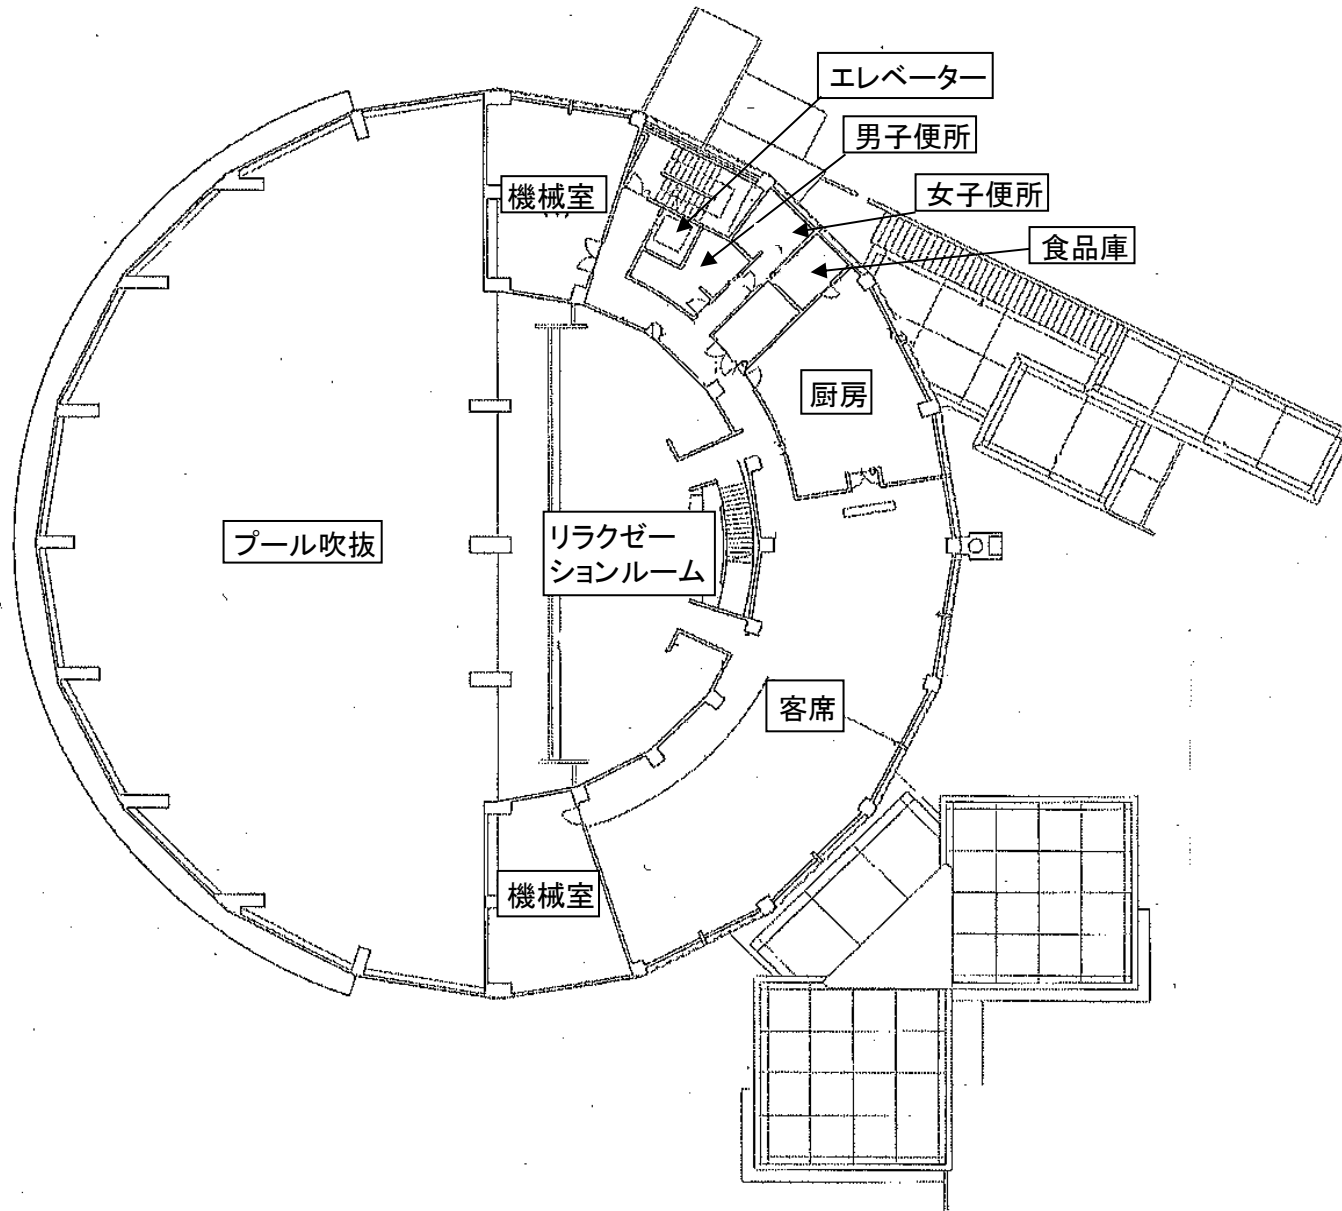 エレベーター
男子便所
機械室
女子便所
食品庫
厨房
プール吹抜
リラクゼー
ションルーム
客席
機械室